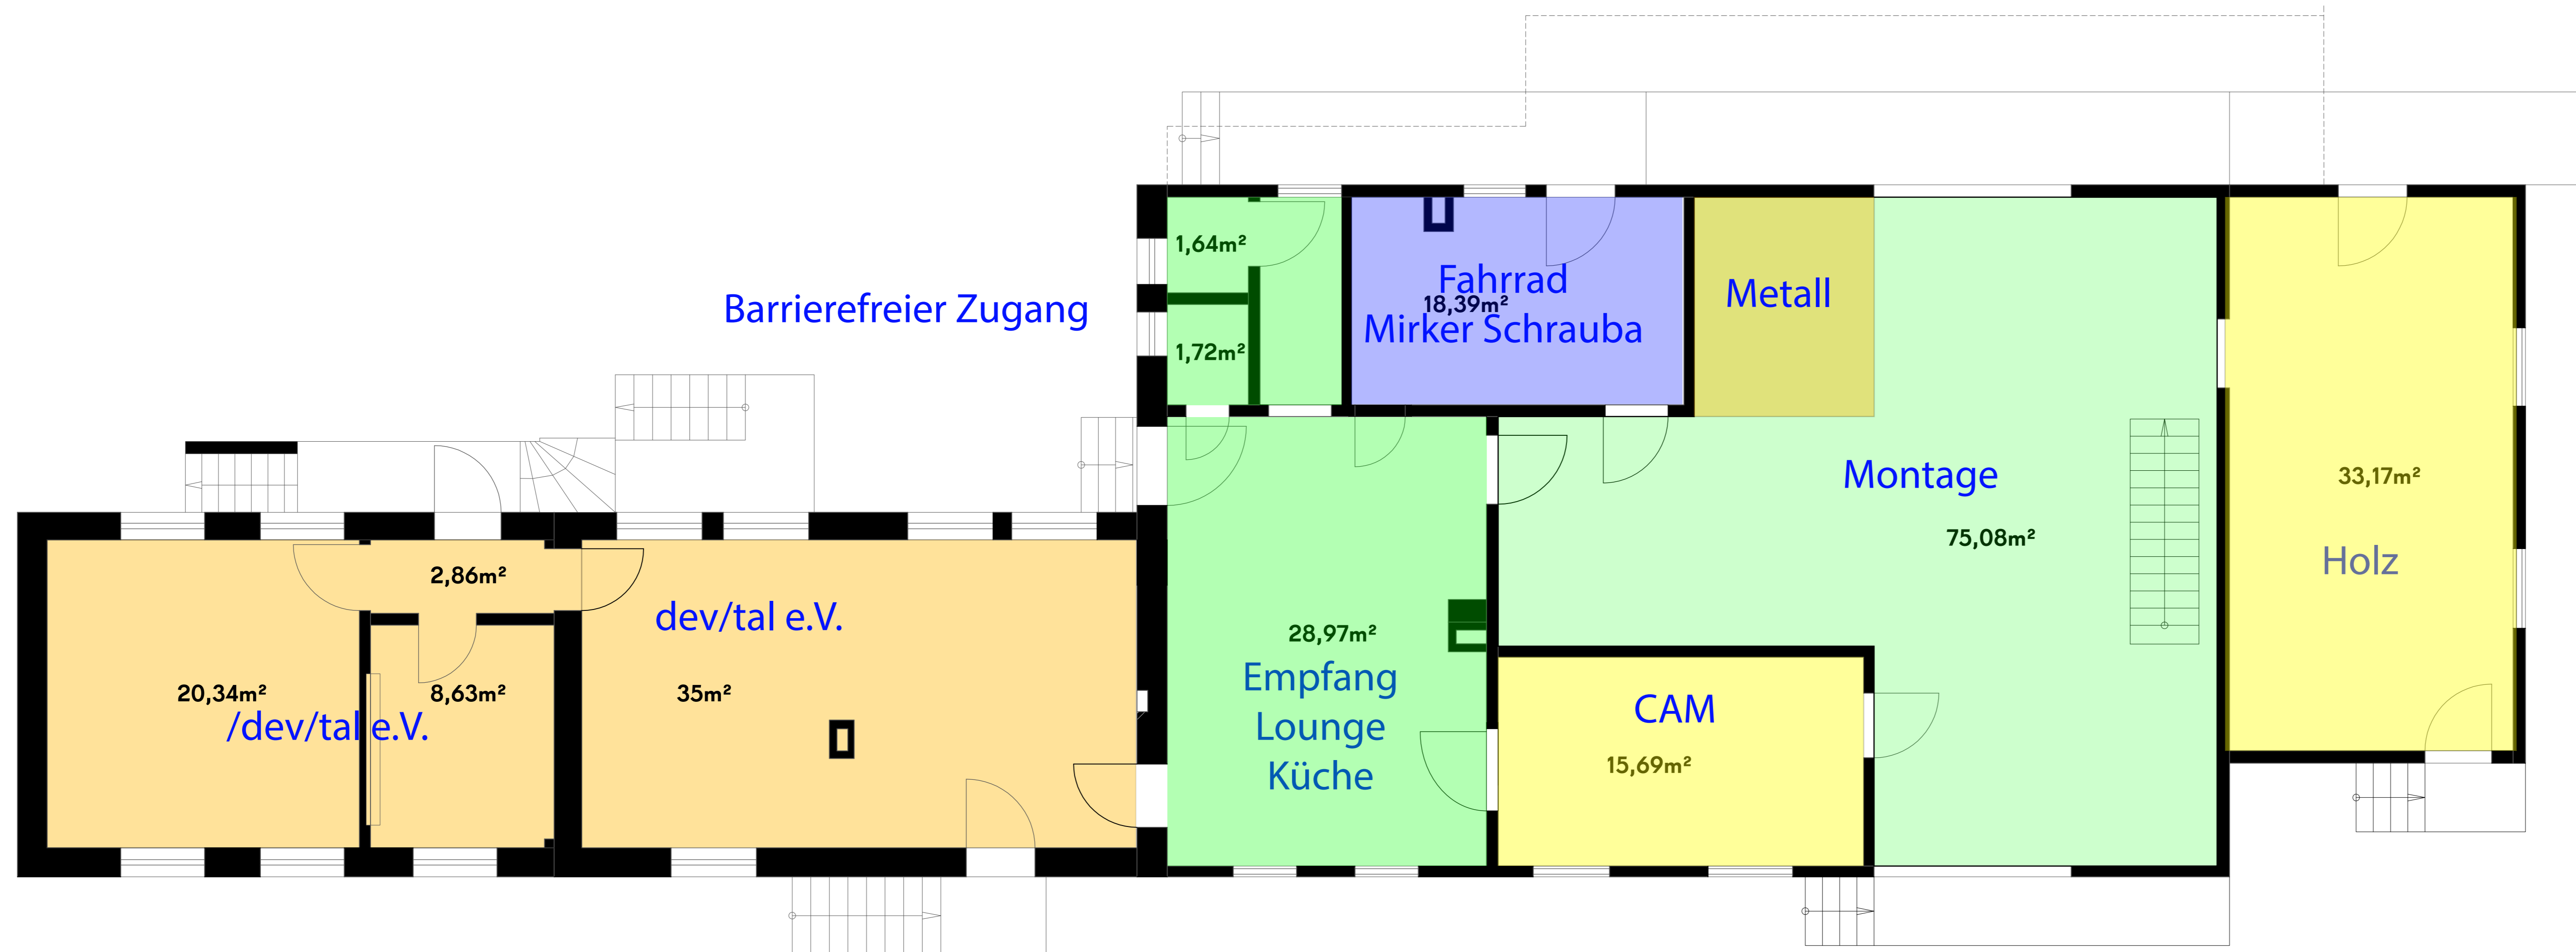 Barrierefreier Zugang
1,64m²
1,72m²
Fahrrad
18,39m²
Mirker Schrauba
Metall
Montage
75,08m²
33,17m²
Holz
2,86m²
20,34m²
8,63m²
/dev/tal e.V.
dev/tal e.V.
35m²
28,97m²
Empfang
Lounge
Küche
CAM
15,69m²